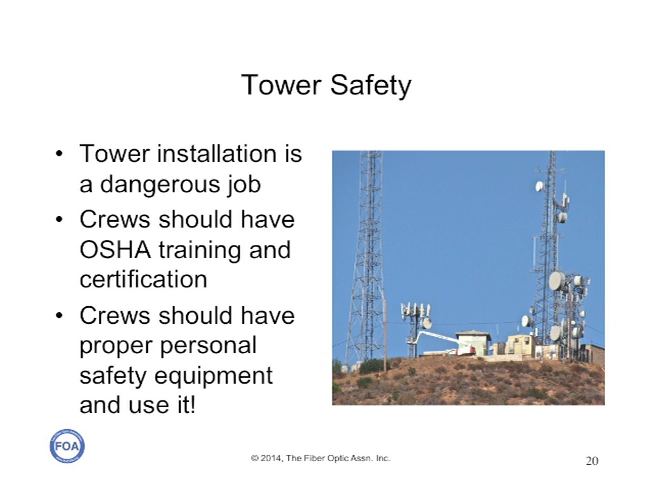 Tower Safety
• Tower installation is
a dangerous job
• Crews should have
OSHA training and
certification
• Crews should have
proper personal
safety equipment
and use it!
FOA
© 2014, The Fiber Optic Assn. Inc.
20